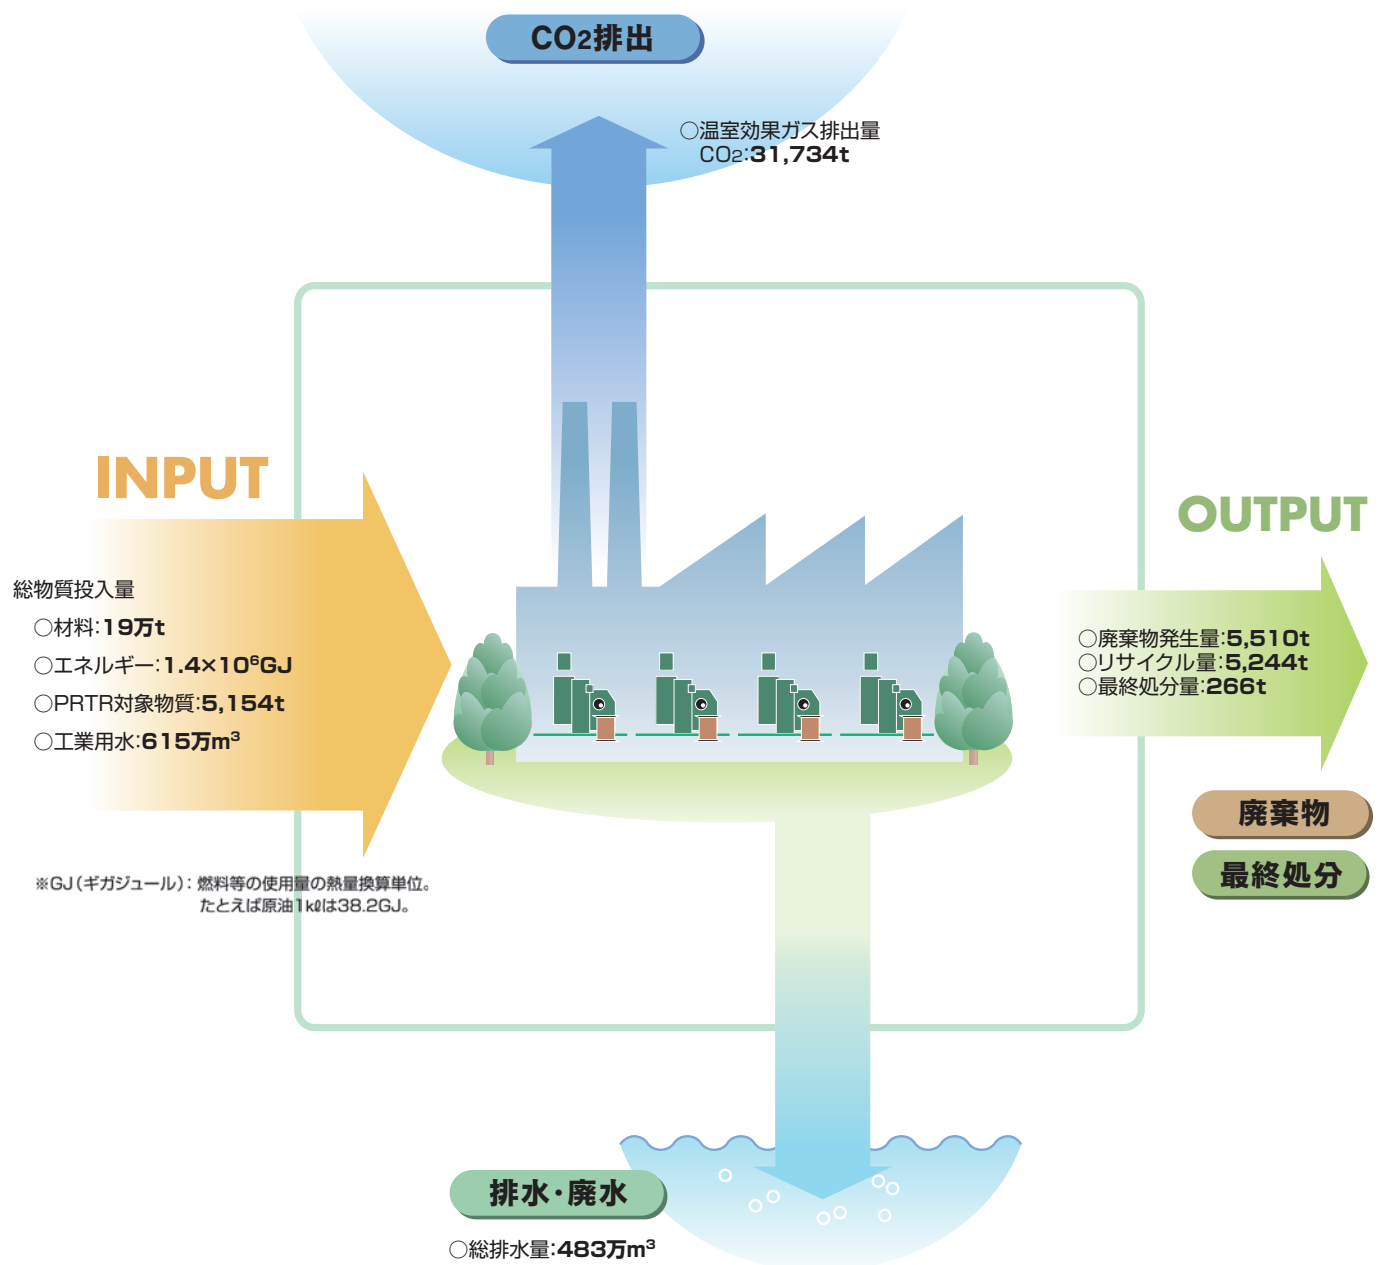 CO2排出
○温室効果ガス排出量
CO2:31,734t
INPUT
総物質投入量
○材料:19万t
○エネルギー:1.4×10⁶GJ
○PRTR対象物質:5,154t
○工業用水:615万m³
※GJ(ギガジュール):燃料等の使用量の熱量換算単位。
たとえば原油1kℓは38.2GJ。
OUTPUT
○廃棄物発生量:5,510t
○リサイクル量:5,244t
○最終処分量:266t
廃棄物
最終処分
排水・廃水
○総排水量:483万m³